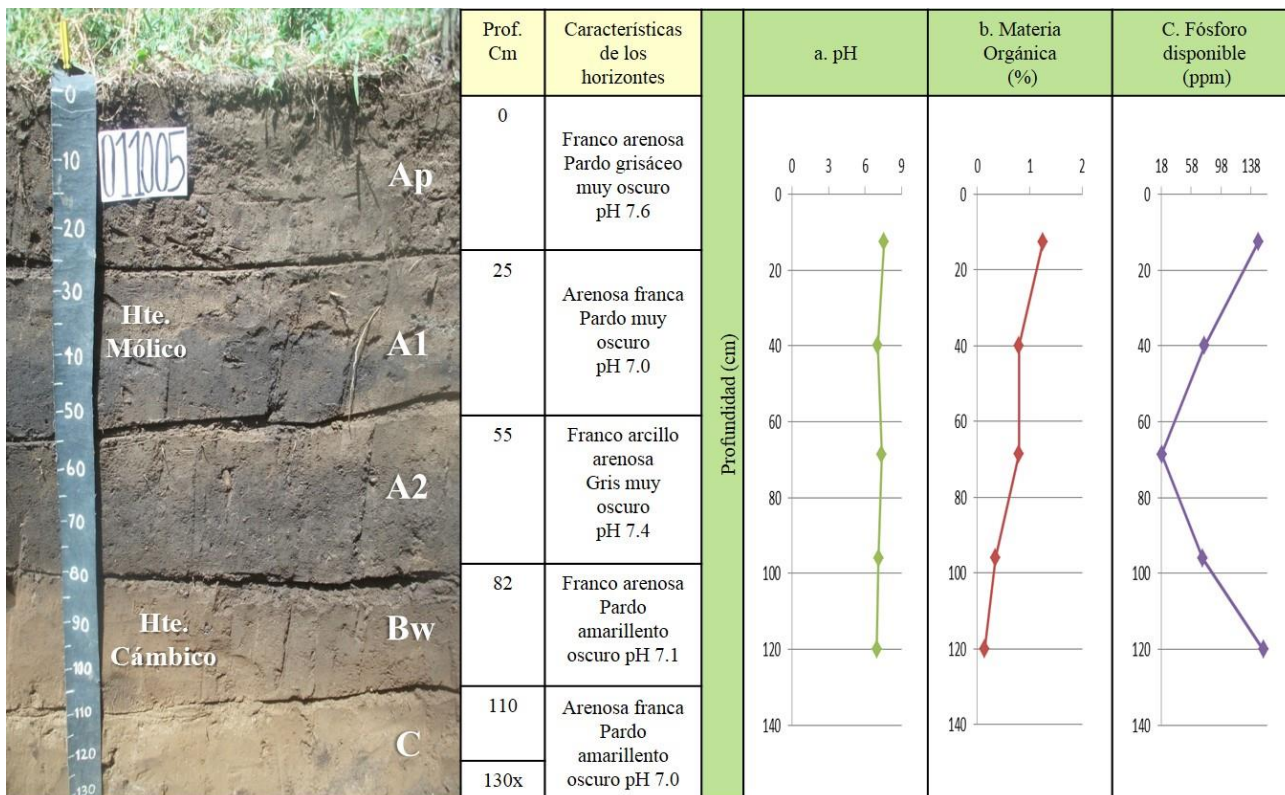 0
10
20
30
40
50
60
70
80
90
100
110
120
130
011005
Ap
Hte.
Mólico
A1
A2
Hte.
Cámbico
Bw
C
Prof.
Cm
Características
de los
horizontes
0
Franco arenosa
Pardo grisáceo
muy oscuro
pH 7.6
25
Arenosa franca
Pardo muy
oscuro
pH 7.0
55
Franco arcillo
arenosa
Gris muy
oscuro
pH 7.4
82
Franco arenosa
Pardo
amarillento
oscuro pH 7.1
110
Arenosa franca
Pardo
amarillento
oscuro pH 7.0
130x
Profundidad (cm)
a. pH
0 3 6 9
0
20
40
60
80
100
120
140
b. Materia
Orgánica
(%)
0 1 2
0
20
40
60
80
100
120
140
C. Fósforo
disponible
(ppm)
18 58 98 138
0
20
40
60
80
100
120
140